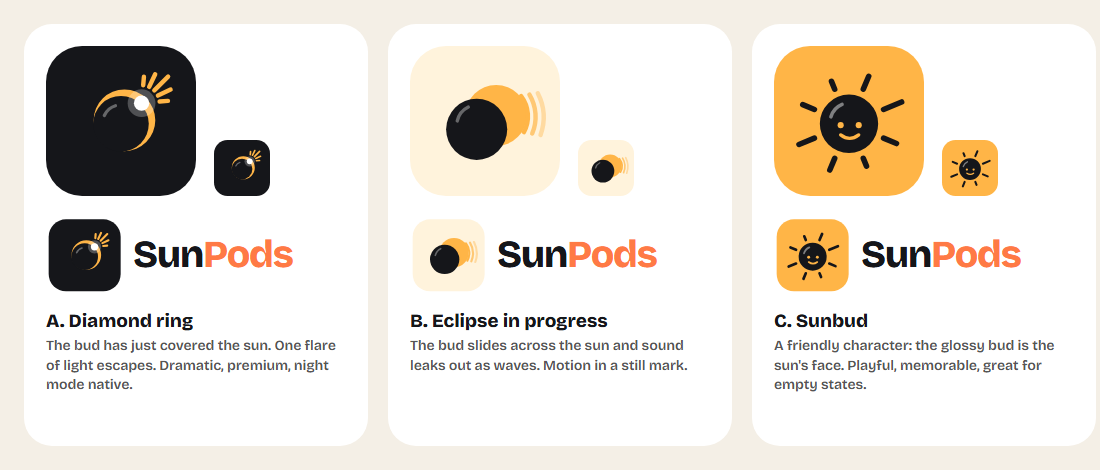 SunPods
A. Diamond ring
The bud has just covered the sun. One flare
of light escapes. Dramatic, premium, night
mode native.
SunPods
B. Eclipse in progress
The bud slides across the sun and sound
leaks out as waves. Motion in a still mark.
SunPods
C. Sunbud
A friendly character: the glossy bud is the
sun's face. Playful, memorable, great for
empty states.